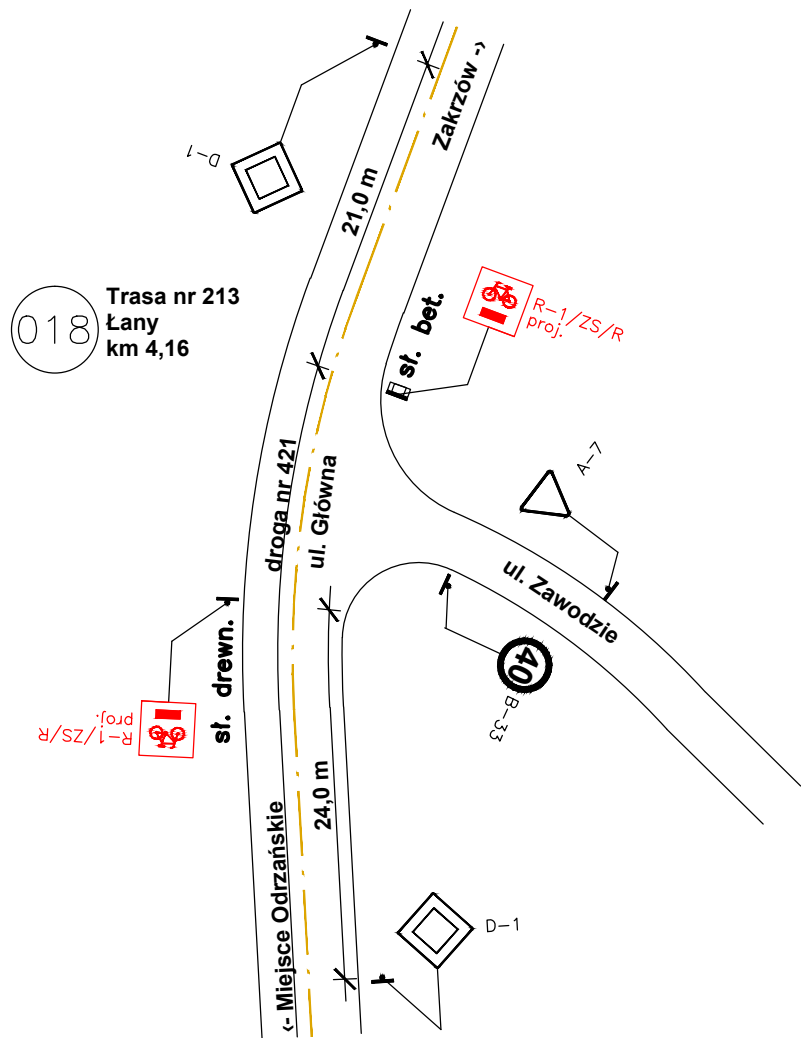 D-1
Zakrzów ->
21,0 m
018
Trasa nr 213
Łany
km 4,16
sł. bet.
R-1/ZS/R
proj.
droga nr 421
ul. Główna
A-7
ul. Zawodzie
40
B-33
sł. drewn.
R-1/ZS/R
proj.
24,0 m
<- Miejsce Odrzańskie
D-1